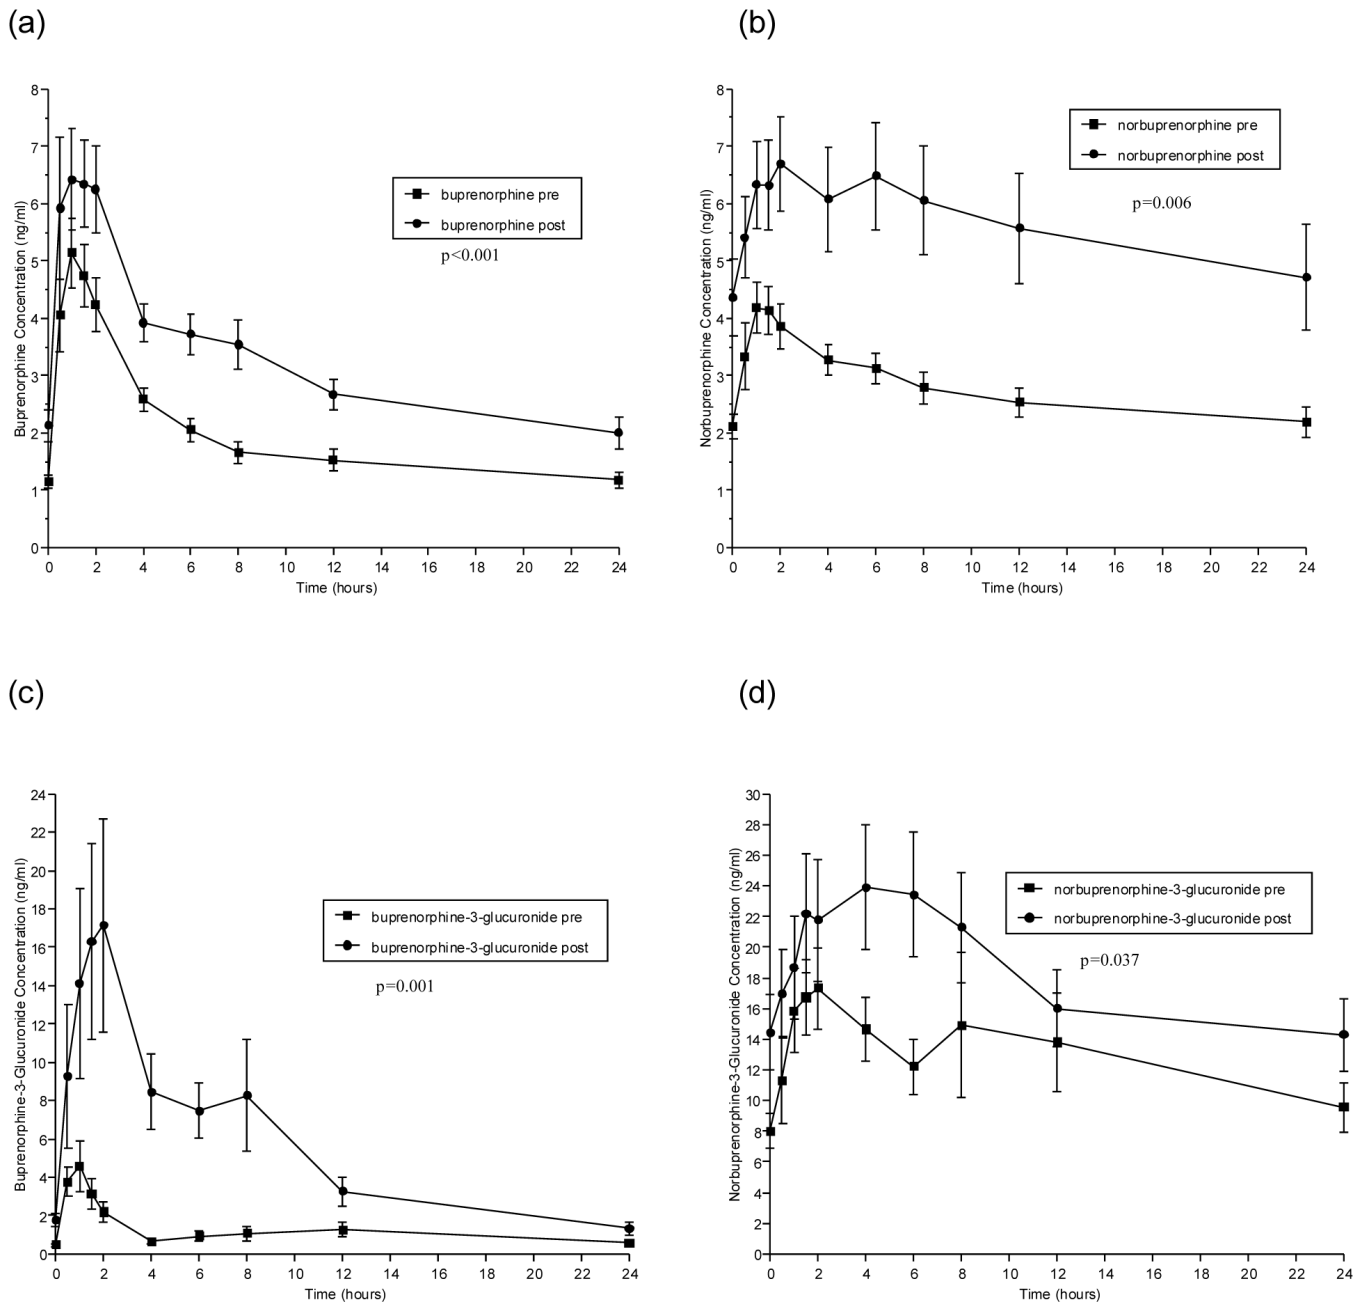 (a)
8
7
6
5
4
3
2
1
0
Buprenorphine Concentration (ng/ml)
buprenorphine pre
buprenorphine post
p<0.001
0 2 4 6 8 10 12 14 16 18 20 22 24
Time (hours)
(b)
8
7
6
5
4
3
2
1
0
Norbuprenorphine Concentration (ng/ml)
norbuprenorphine pre
norbuprenorphine post
p=0.006
0 2 4 6 8 10 12 14 16 18 20 22 24
Time (hours)
(c)
24
22
20
18
16
14
12
10
8
6
4
2
0
Buprenorphine-3-Glucuronide Concentration (ng/ml)
buprenorphine-3-glucuronide pre
buprenorphine-3-glucuronide post
p=0.001
0 2 4 6 8 10 12 14 16 18 20 22 24
Time (hours)
(d)
30
28
26
24
22
20
18
16
14
12
10
8
6
4
2
0
Norbuprenorphine-3-Glucuronide Concentration (ng/ml)
norbuprenorphine-3-glucuronide pre
norbuprenorphine-3-glucuronide post
p=0.037
0 2 4 6 8 10 12 14 16 18 20 22 24
Time (hours)